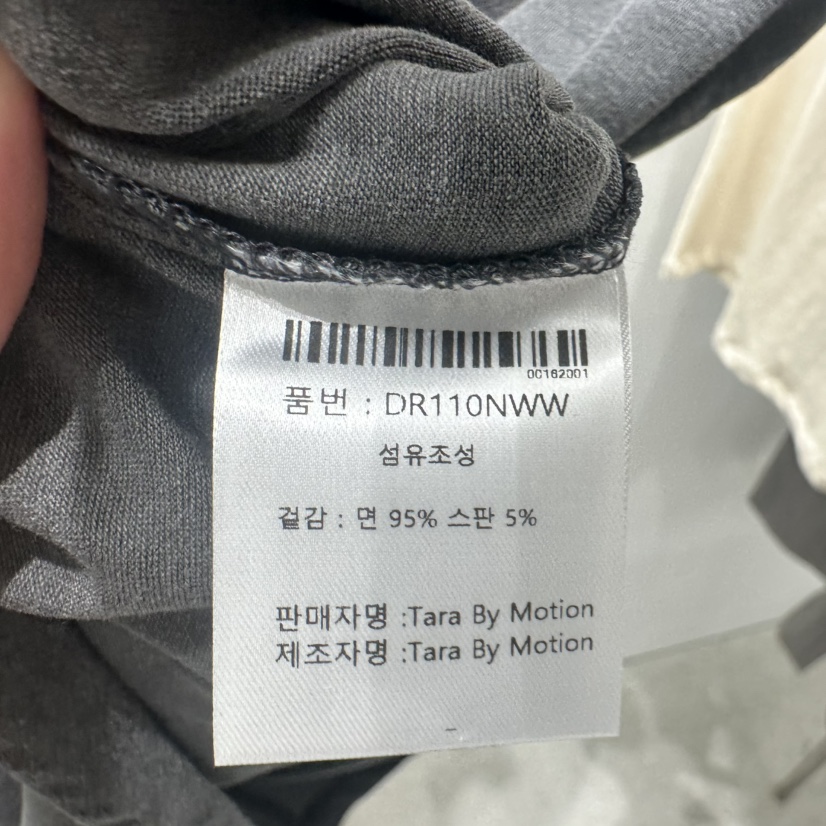 00162001
품번 : DR110NWW
섬유조성
겉감 : 면 95% 스판 5%
판매자명 :Tara By Motion
제조자명 :Tara By Motion